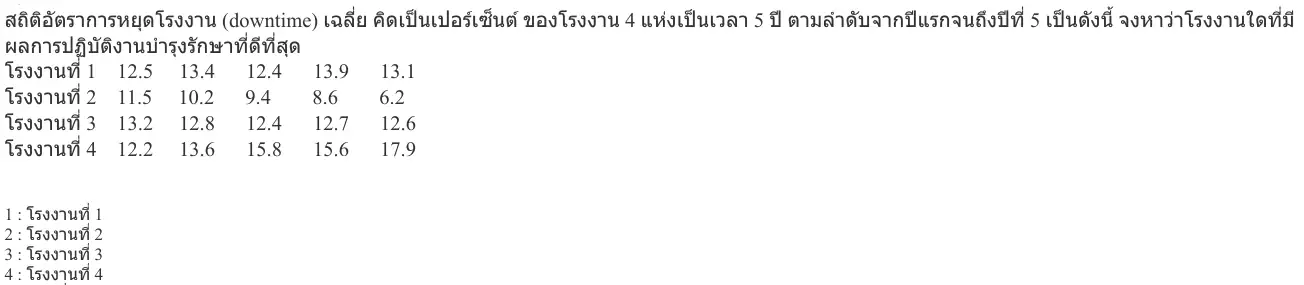 สถิติอัตราการหยุดโรงงาน (downtime) เฉลี่ย คิดเป็นเปอร์เซ็นต์ ของโรงงาน 4 แห่งเป็นเวลา 5 ปี ตามลำดับจากปีแรกจนถึงปีที่ 5 เป็นดังนี้ จงหาว่าโรงงานใดที่มี
ผลการปฏิบัติงานบำรุงรักษาที่ดีที่สุด
โรงงานที่ 1 12.5 13.4 12.4 13.9 13.1
โรงงานที่ 2 11.5 10.2 9.4 8.6 6.2
โรงงานที่ 3 13.2 12.8 12.4 12.7 12.6
โรงงานที่ 4 12.2 13.6 15.8 15.6 17.9
1 : โรงงานที่ 1
2 : โรงงานที่ 2
3 : โรงงานที่ 3
4 : โรงงานที่ 4